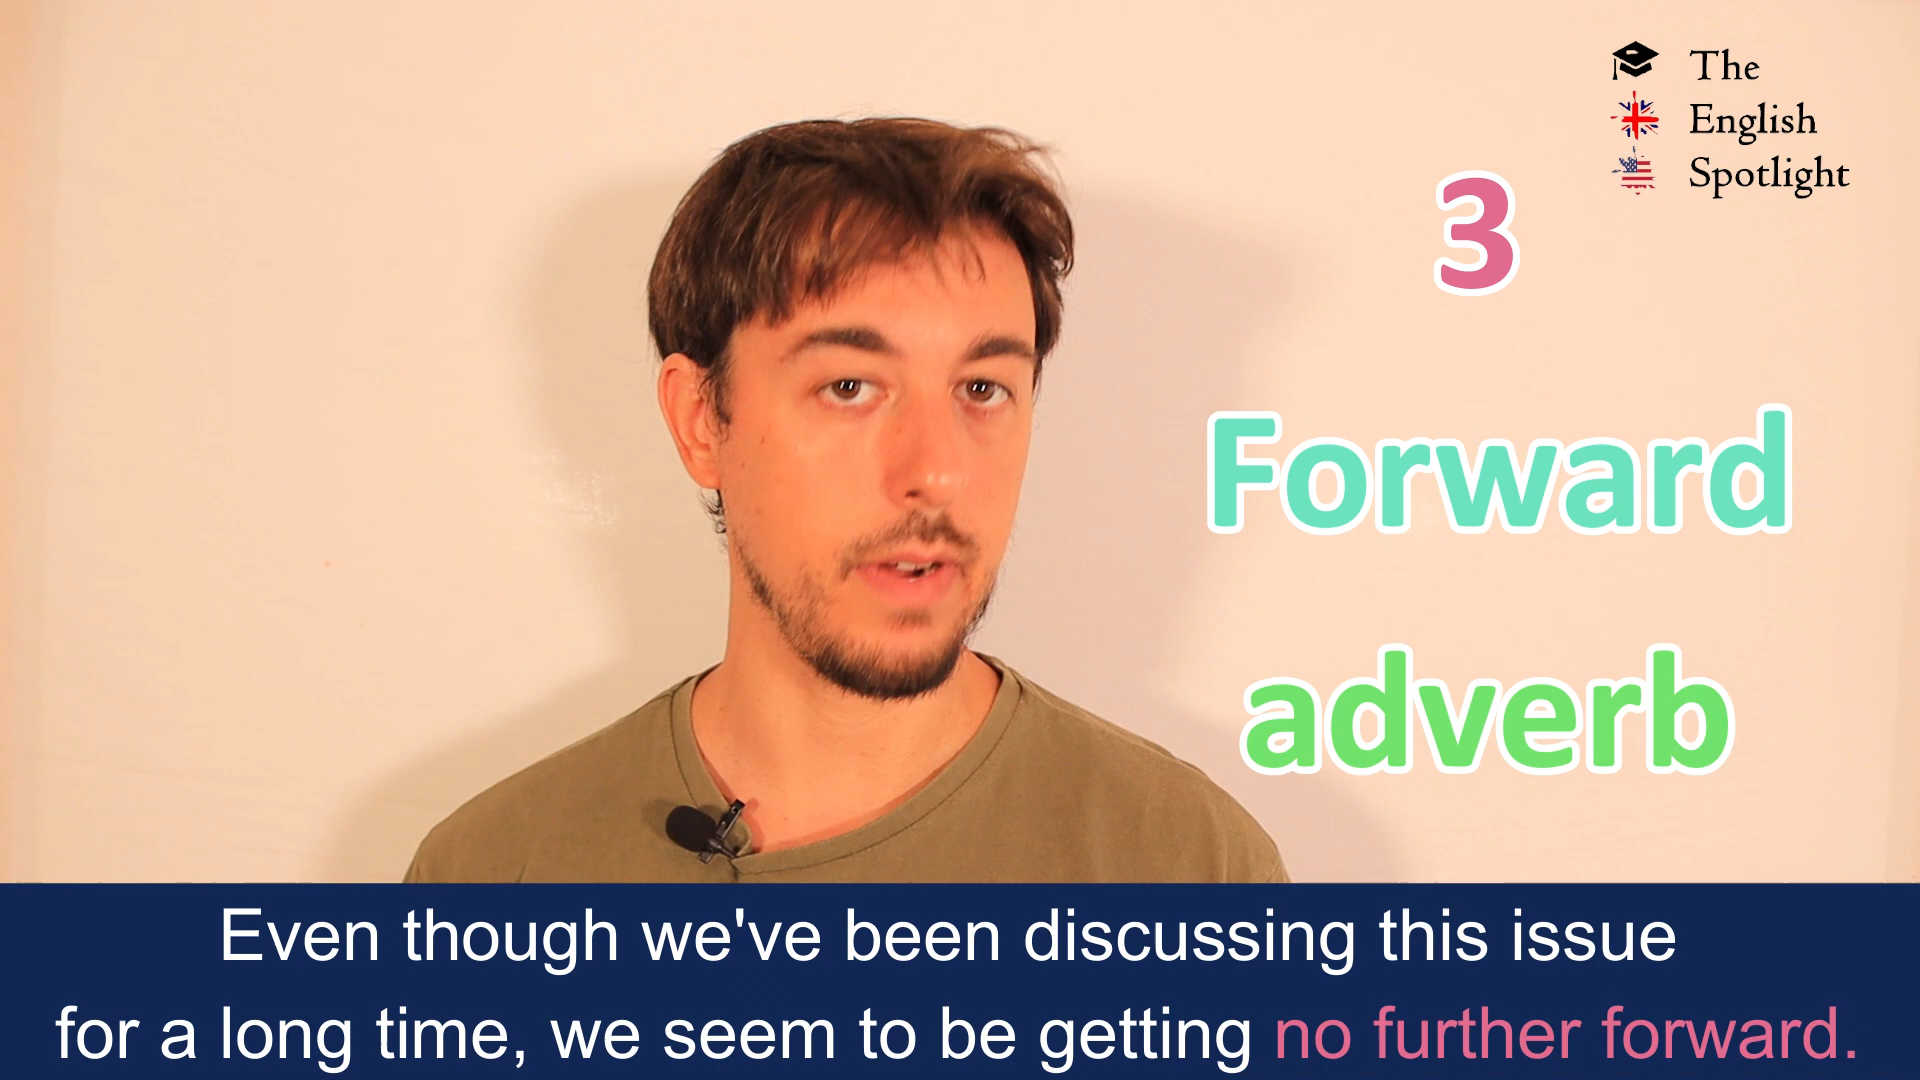 The
English
Spotlight
3
Forward
adverb
Even though we've been discussing this issue
for a long time, we seem to be getting no further forward.